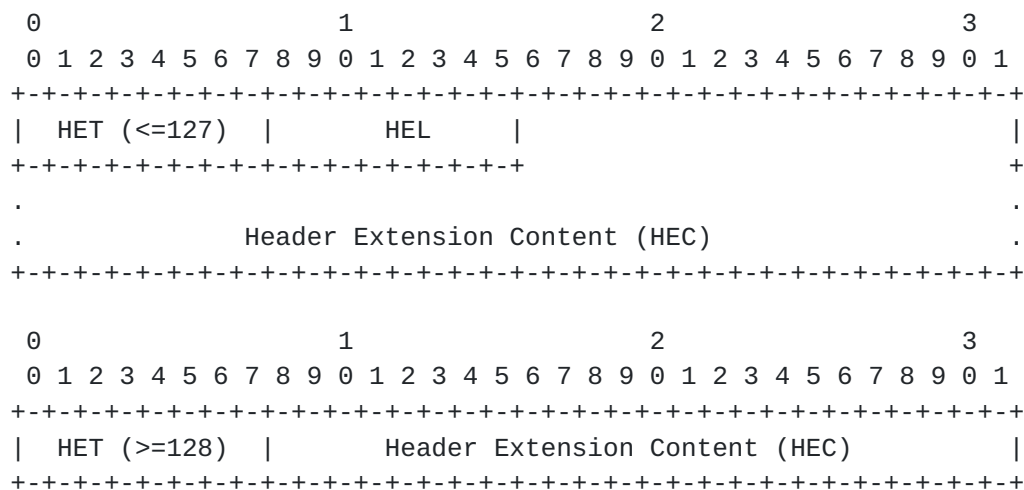 0                   1                   2                   3
 0 1 2 3 4 5 6 7 8 9 0 1 2 3 4 5 6 7 8 9 0 1 2 3 4 5 6 7 8 9 0 1
+-+-+-+-+-+-+-+-+-+-+-+-+-+-+-+-+-+-+-+-+-+-+-+-+-+-+-+-+-+-+-+-+
|  HET (<=127)  |       HEL     |                               |
+-+-+-+-+-+-+-+-+-+-+-+-+-+-+-+-+                               +
.                                                               .
.              Header Extension Content (HEC)                   .
+-+-+-+-+-+-+-+-+-+-+-+-+-+-+-+-+-+-+-+-+-+-+-+-+-+-+-+-+-+-+-+-+

 0                   1                   2                   3
 0 1 2 3 4 5 6 7 8 9 0 1 2 3 4 5 6 7 8 9 0 1 2 3 4 5 6 7 8 9 0 1
+-+-+-+-+-+-+-+-+-+-+-+-+-+-+-+-+-+-+-+-+-+-+-+-+-+-+-+-+-+-+-+-+
|  HET (>=128)  |       Header Extension Content (HEC)          |
+-+-+-+-+-+-+-+-+-+-+-+-+-+-+-+-+-+-+-+-+-+-+-+-+-+-+-+-+-+-+-+-+